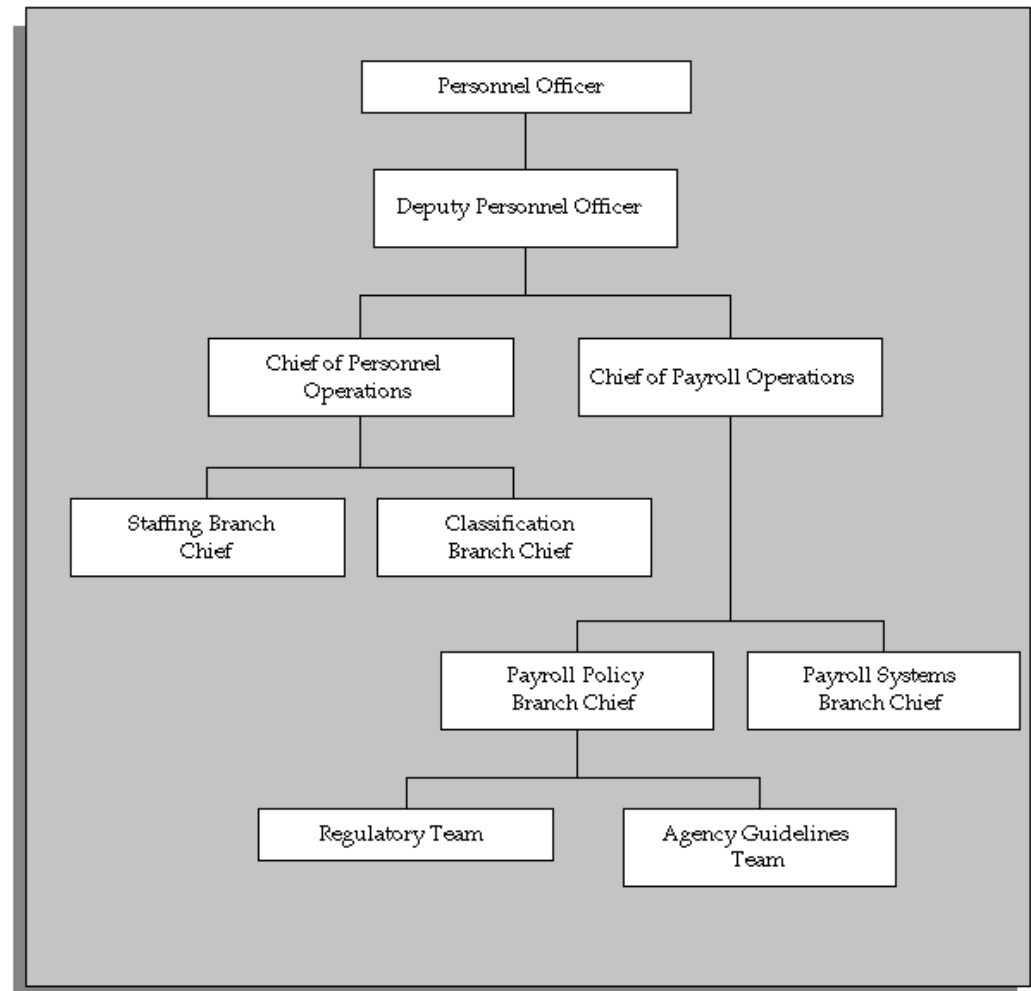 Personnel Officer
Deputy Personnel Officer
Chief of Personnel
Operations
Chief of Payroll Operations
Staffing Branch
Chief
Classification
Branch Chief
Payroll Policy
Branch Chief
Payroll Systems
Branch Chief
Regulatory Team
Agency Guidelines
Team